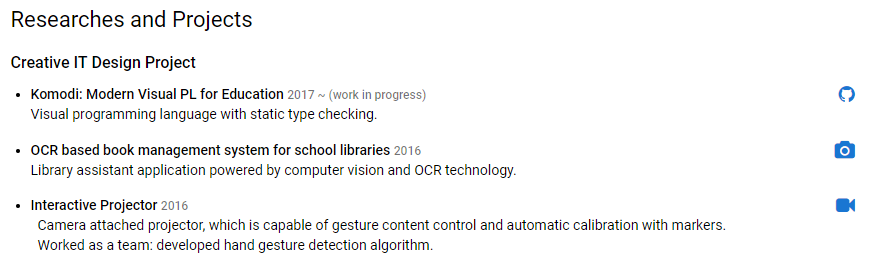 Researches and Projects
Creative IT Design Project
• Komodi: Modern Visual PL for Education 2017 ~ (work in progress)
Visual programming language with static type checking.
• OCR based book management system for school libraries 2016
Library assistant application powered by computer vision and OCR technology.
• Interactive Projector 2016
Camera attached projector, which is capable of gesture content control and automatic calibration with markers.
Worked as a team: developed hand gesture detection algorithm.